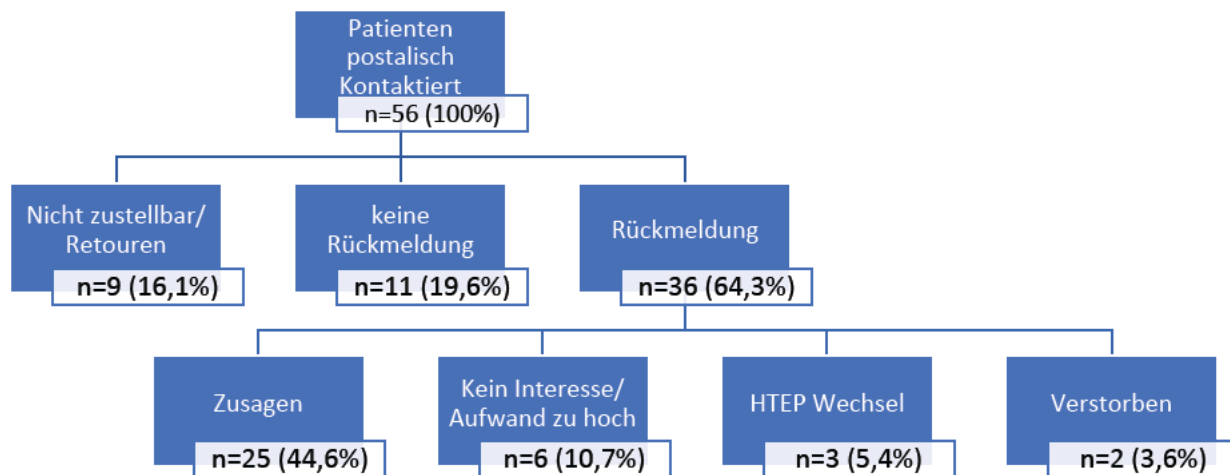 Patienten
postalisch
Kontaktiert
n=56 (100%)
Nicht zustellbar/
Retouren
n=9 (16,1%)
keine
Rückmeldung
n=11 (19,6%)
Rückmeldung
n=36 (64,3%)
Zusagen
n=25 (44,6%)
Kein Interesse/
Aufwand zu hoch
n=6 (10,7%)
HTEP Wechsel
n=3 (5,4%)
Verstorben
n=2 (3,6%)